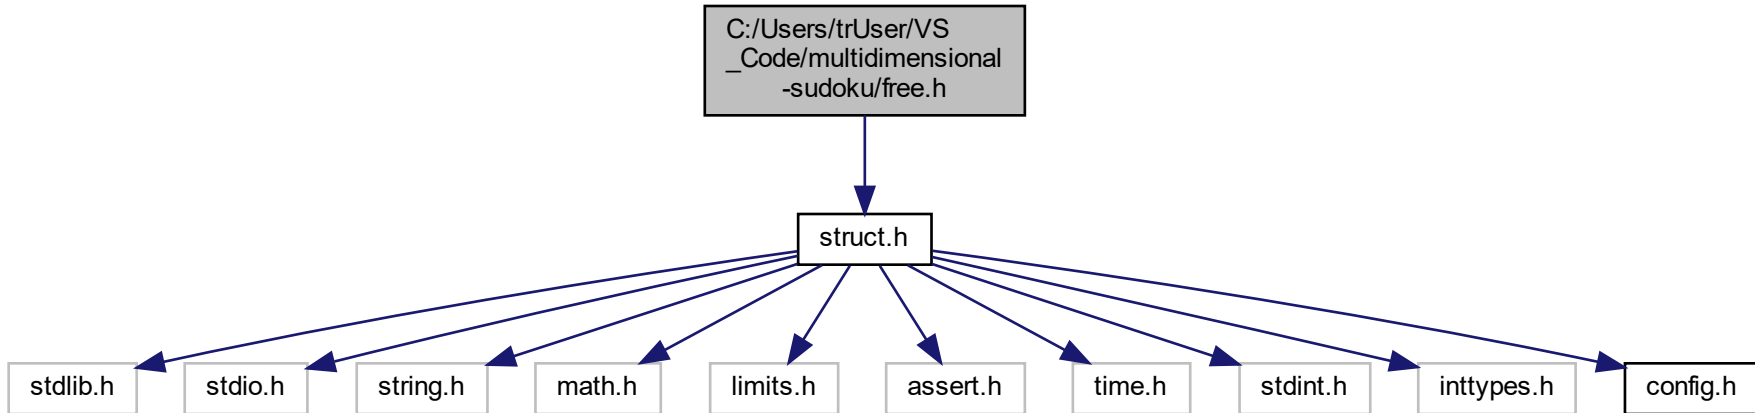 C:/Users/trUser/VS
_Code/multidimensional
-sudoku/free.h
struct.h
stdlib.h
stdio.h
string.h
math.h
limits.h
assert.h
time.h
stdint.h
inttypes.h
config.h